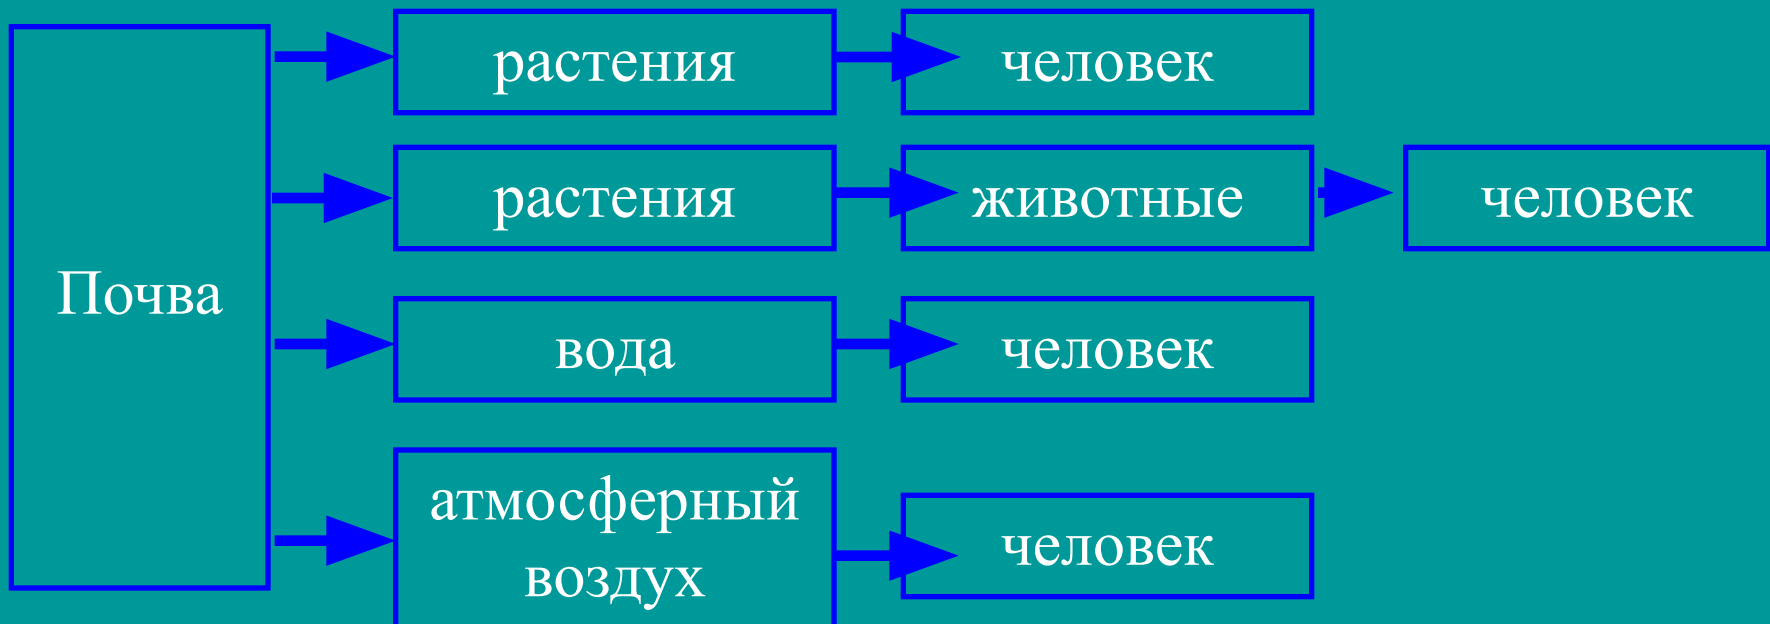 растения
человек
растения
животные
человек
Почва
вода
человек
атмосферный
воздух
человек